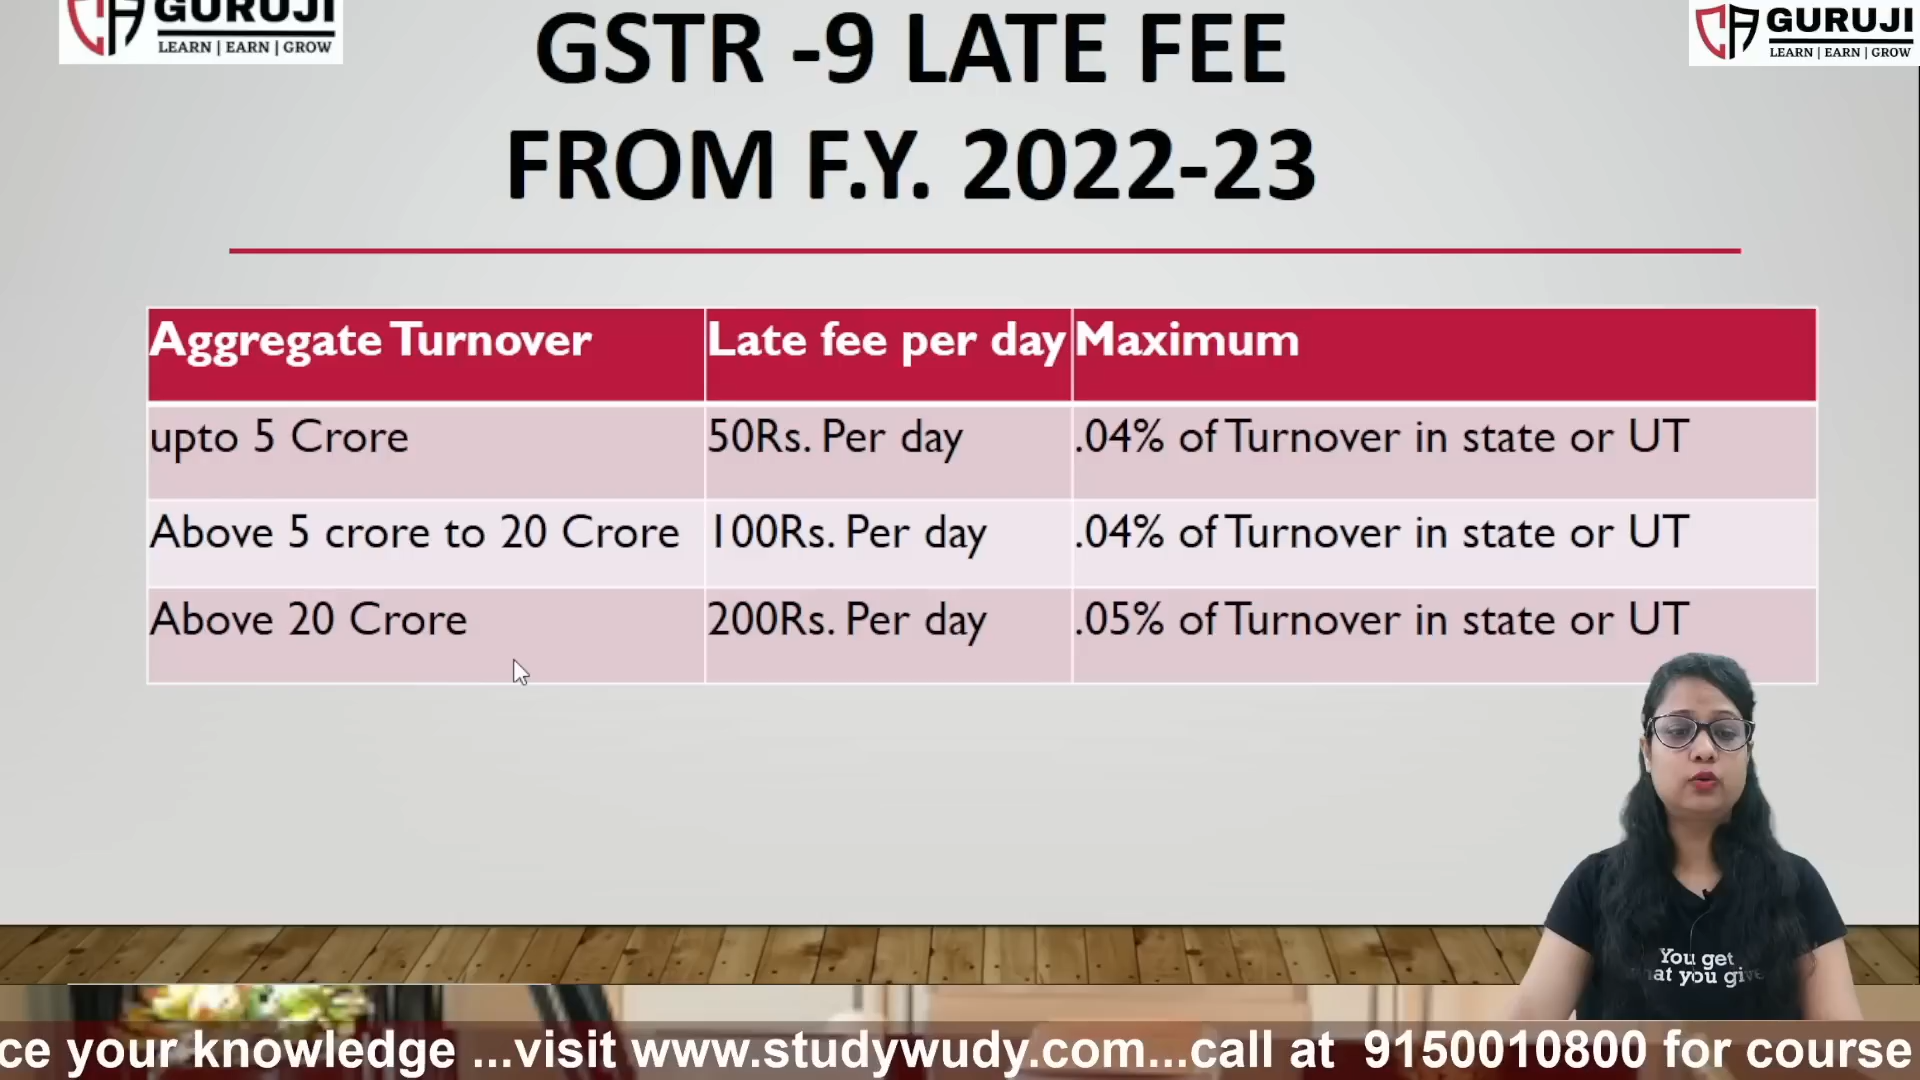 GURUJI
LEARN | EARN | GROW
GSTR -9 LATE FEE
FROM F.Y. 2022-23
GURUJI
LEARN | EARN | GROW
Aggregate Turnover Late fee per day Maximum
upto 5 Crore 50Rs. Per day .04% of Turnover in state or UT
Above 5 crore to 20 Crore 100Rs. Per day .04% of Turnover in state or UT
Above 20 Crore 200Rs. Per day .05% of Turnover in state or UT
You get
at you give
ce your knowledge ...visit www.studywudy.com...call at 9150010800 for course